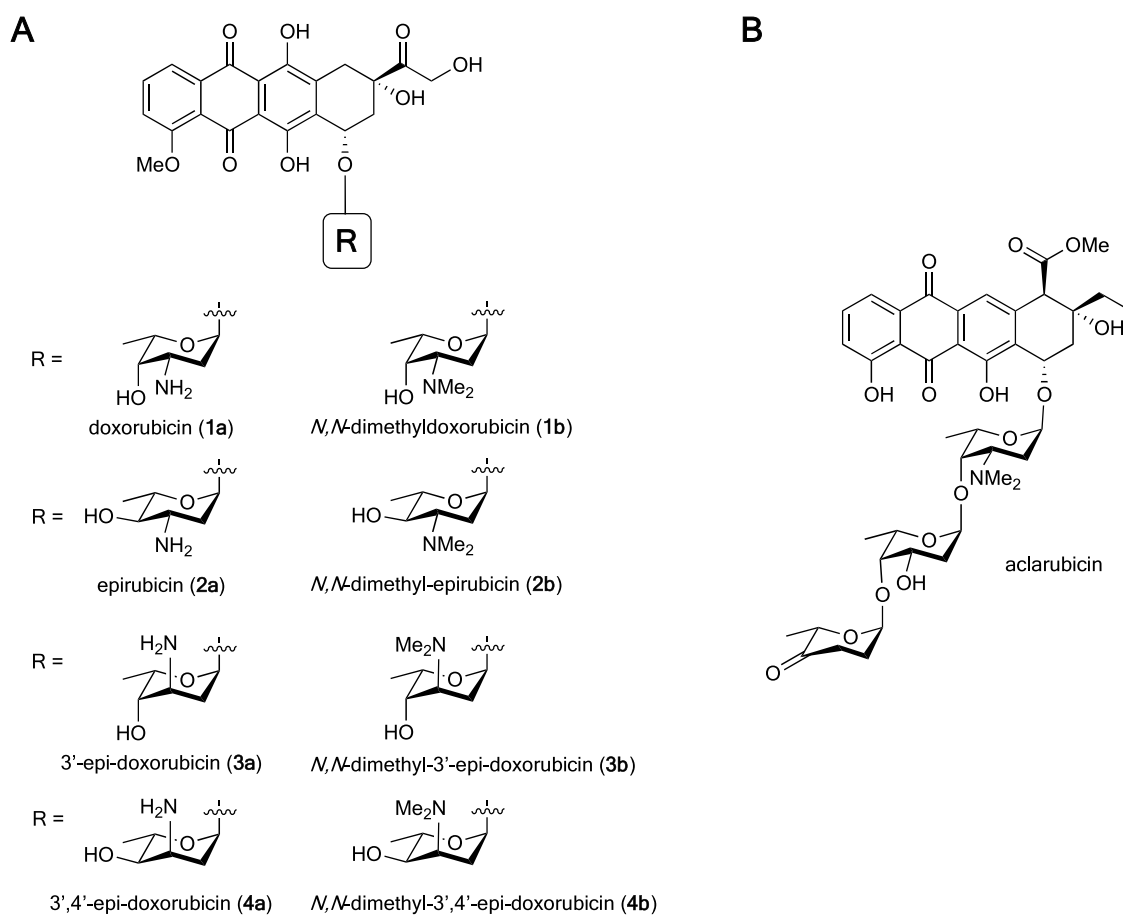 A
B
O
OH
O
OH
OH
MeO
O
OH
O
R
R =
O
HO
NH2
doxorubicin (1a)
O
HO
NMe2
N,N-dimethyldoxorubicin (1b)
R =
O
HO
NH2
epirubicin (2a)
O
HO
NMe2
N,N-dimethyl-epirubicin (2b)
R =
H2N
O
HO
3'-epi-doxorubicin (3a)
Me2N
O
HO
N,N-dimethyl-3'-epi-doxorubicin (3b)
R =
H2N
O
HO
3',4'-epi-doxorubicin (4a)
Me2N
O
HO
N,N-dimethyl-3',4'-epi-doxorubicin (4b)
O
OMe
O
OH
OH
O
OH
O
O
NMe2
O
O
OH
O
O
O
aclarubicin